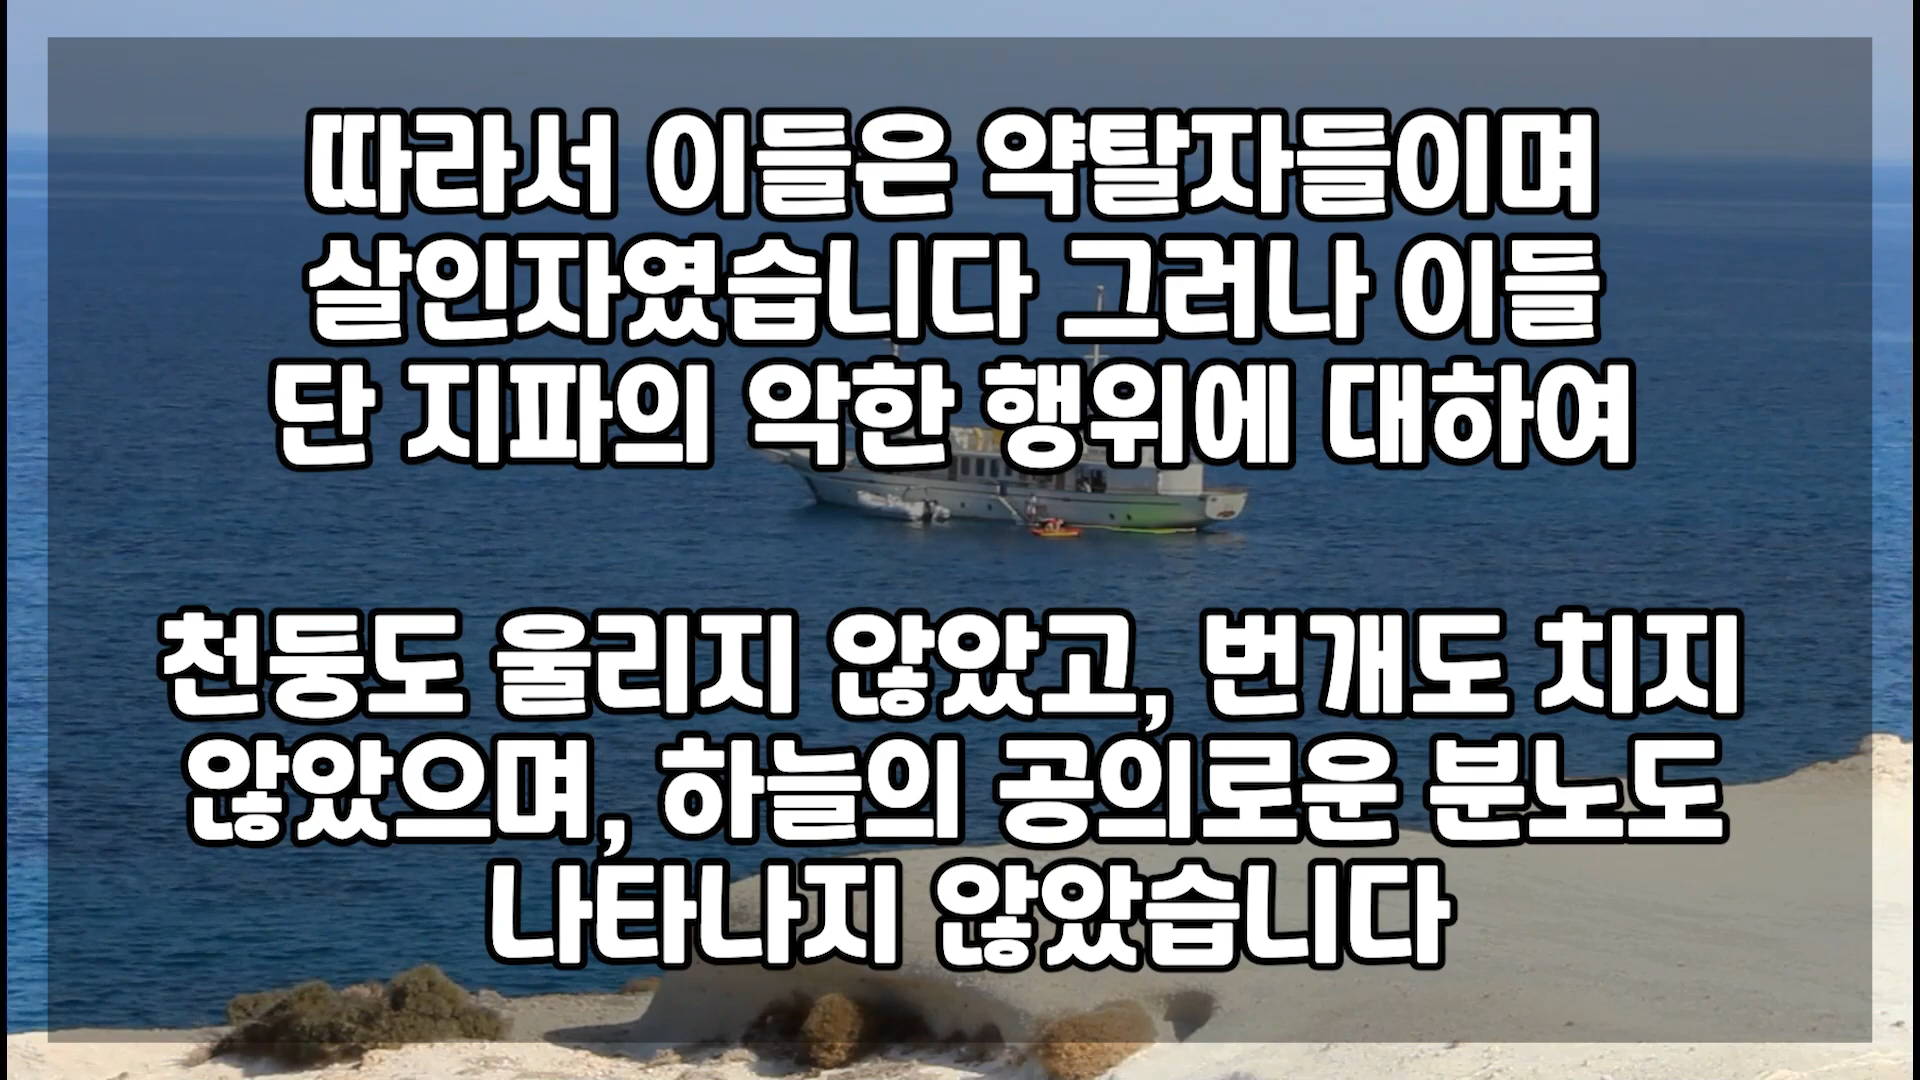 따라서 이들은 약탈자들이며
살인자였습니다 그러나 이들
단 지파의 악한 행위에 대하여
천둥도 울리지 않았고, 번개도 치지
않았으며, 하늘의 공의로운 분노도
나타나지 않았습니다